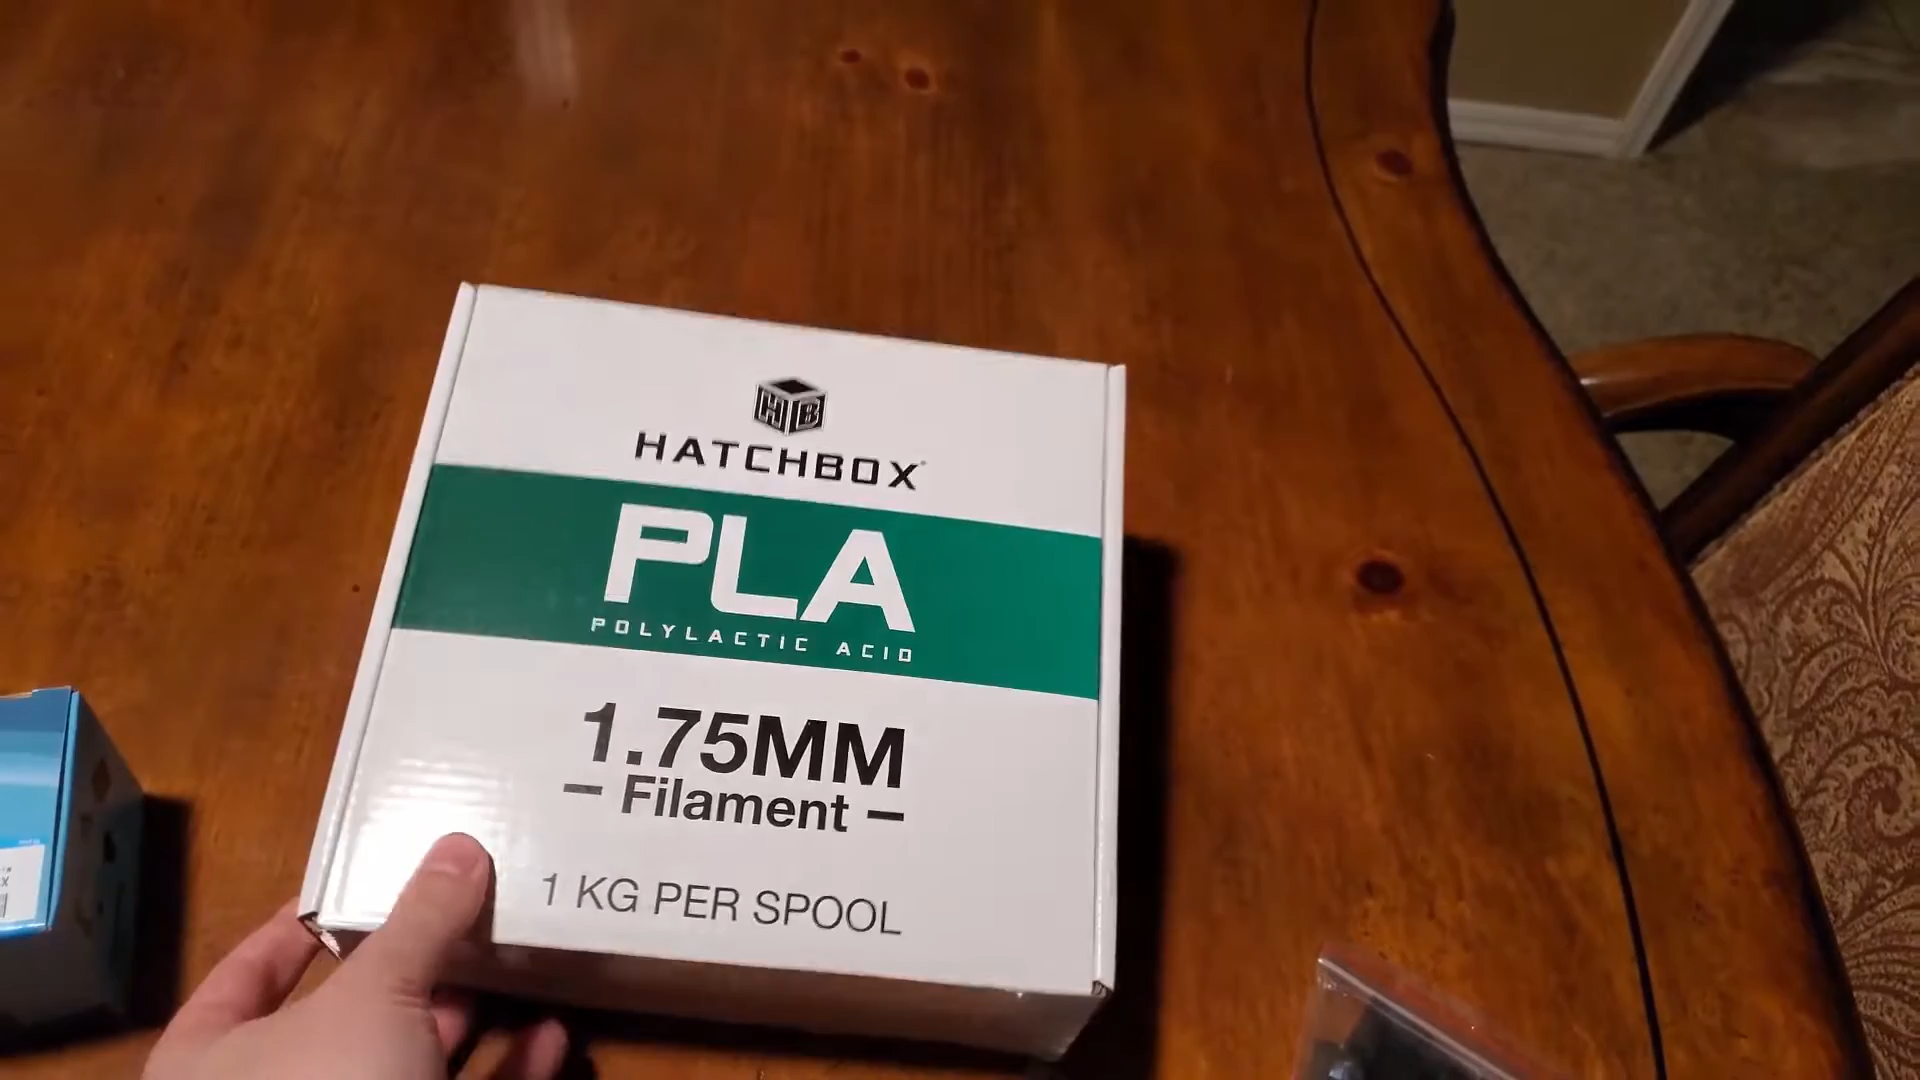 HB
HATCHBOX
PLA
POLYLACTIC ACID
1.75MM
- Filament -
1 KG PER SPOOL